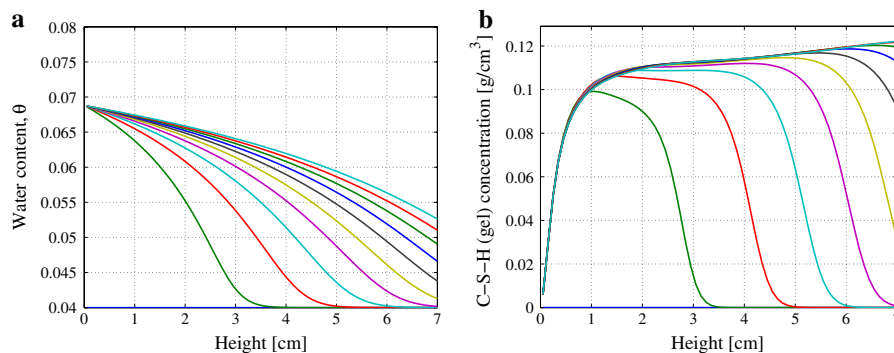 a
0.08
0.075
0.07
0.065
0.06
0.055
0.05
0.045
0.04
Water content, θ
0 1 2 3 4 5 6 7
Height [cm]
b
0.12
0.1
0.08
0.06
0.04
0.02
0
C−S−H (gel) concentration [g/cm³]
0 1 2 3 4 5 6 7
Height [cm]